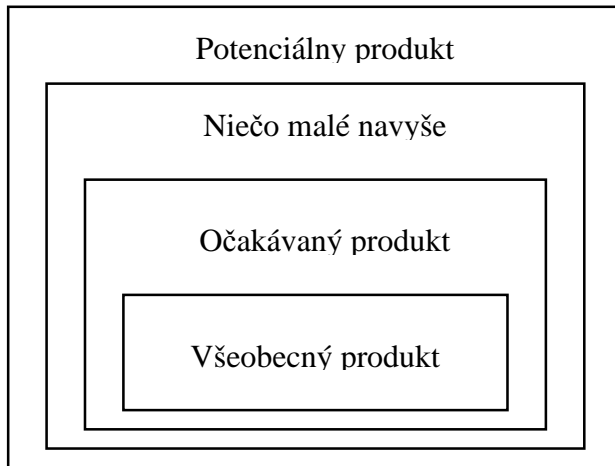 Potenciálny produkt
Niečo malé navyše
Očakávaný produkt
Všeobecný produkt